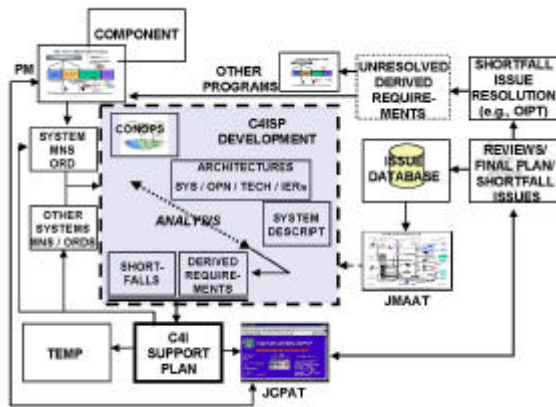 COMPONENT
PM
OTHER
PROGRAMS
UNRESOLVED
DERIVED
REQUIRE-
MENTS
SHORTFALL
ISSUE
RESOLUTION
(e.g., OIPT)
SYSTEM
MNS
ORD
CONOPS
C4ISP
DEVELOPMENT
ARCHITECTURES
SYS / OPN / TECH / IERs
ISSUE
DATABASE
REVIEWS/
FINAL PLAN/
SHORTFALL
ISSUES
OTHER
SYSTEMS
MNS / ORDS
ANALYSIS
SYSTEM
DESCRIPT
SHORT-
FALLS
DERIVED
REQUIRE-
MENTS
JMAAT
TEMP
C4I
SUPPORT
PLAN
JCPAT